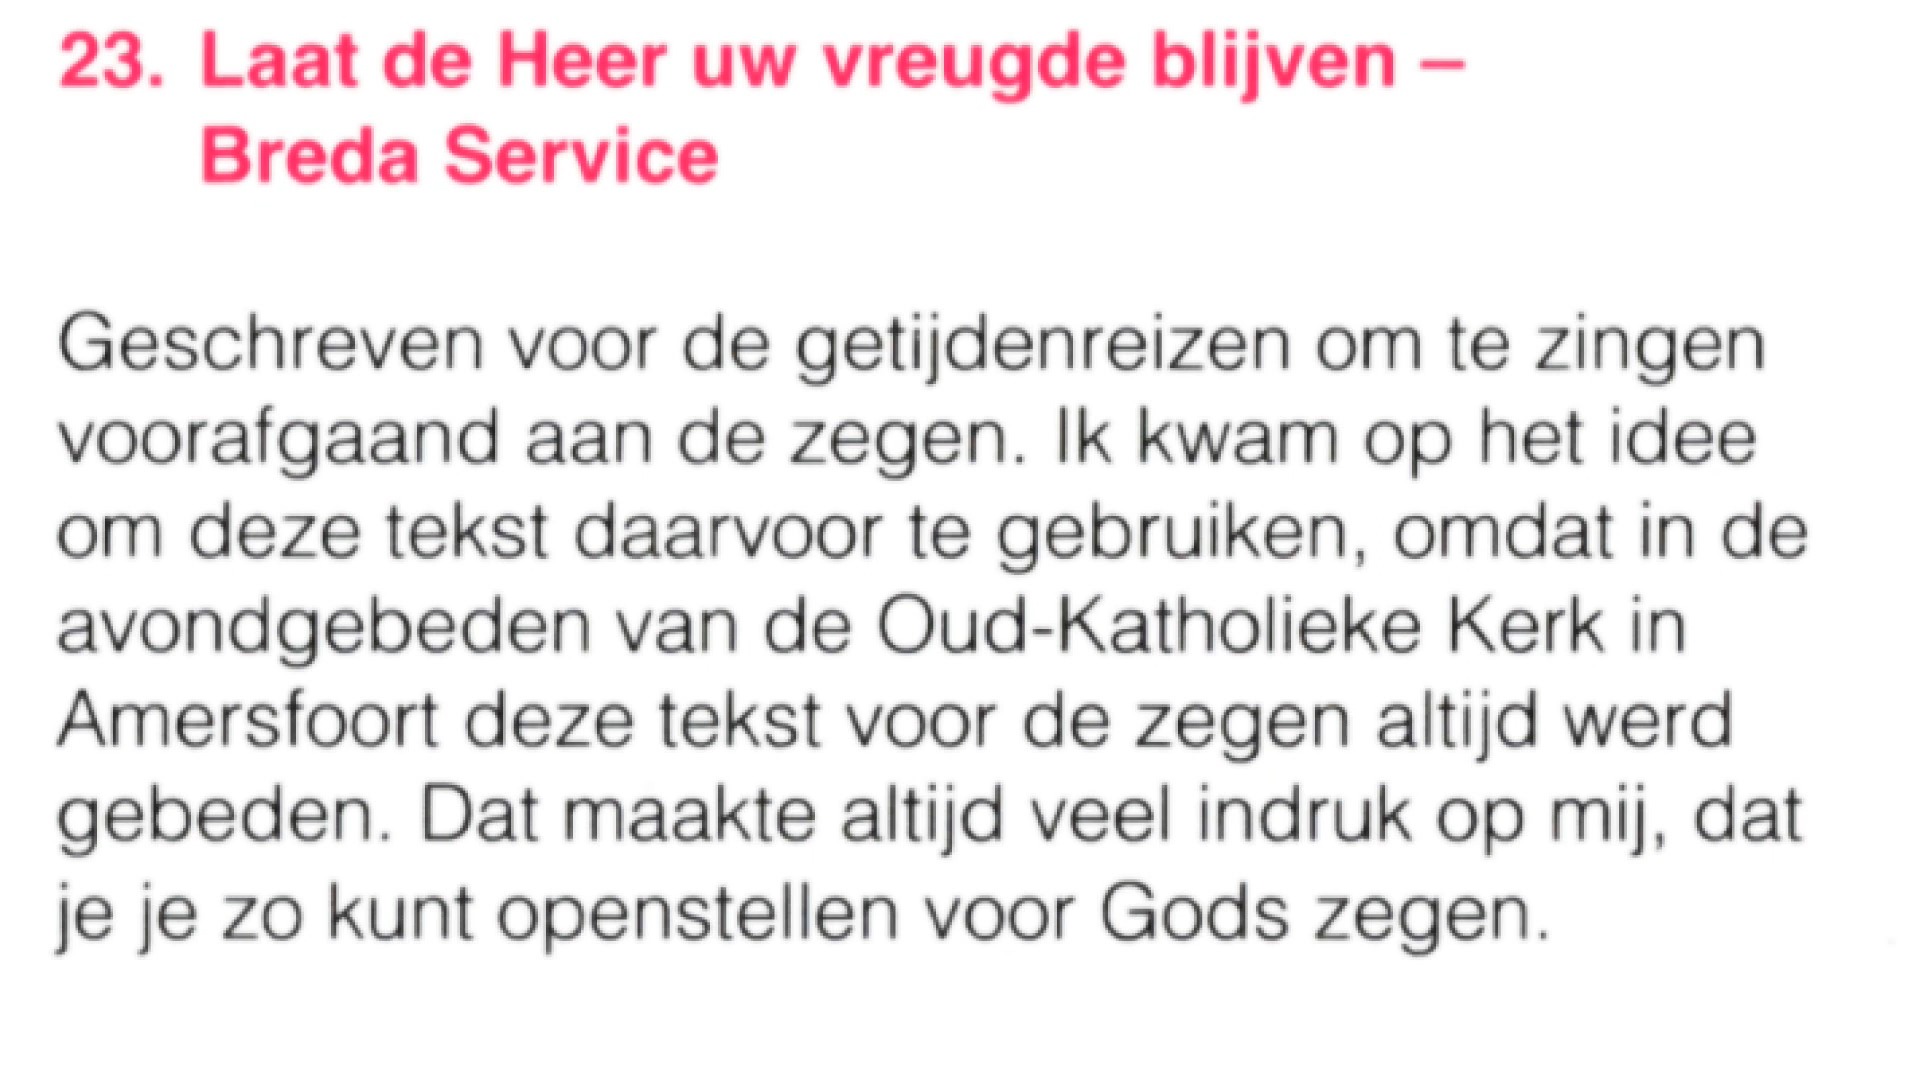 23. Laat de Heer uw vreugde blijven –
Breda Service
Geschreven voor de getijdenreizen om te zingen
voorafgaand aan de zegen. Ik kwam op het idee
om deze tekst daarvoor te gebruiken, omdat in de
avondgebeden van de Oud-Katholieke Kerk in
Amersfoort deze tekst voor de zegen altijd werd
gebeden. Dat maakte altijd veel indruk op mij, dat
je je zo kunt openstellen voor Gods zegen.